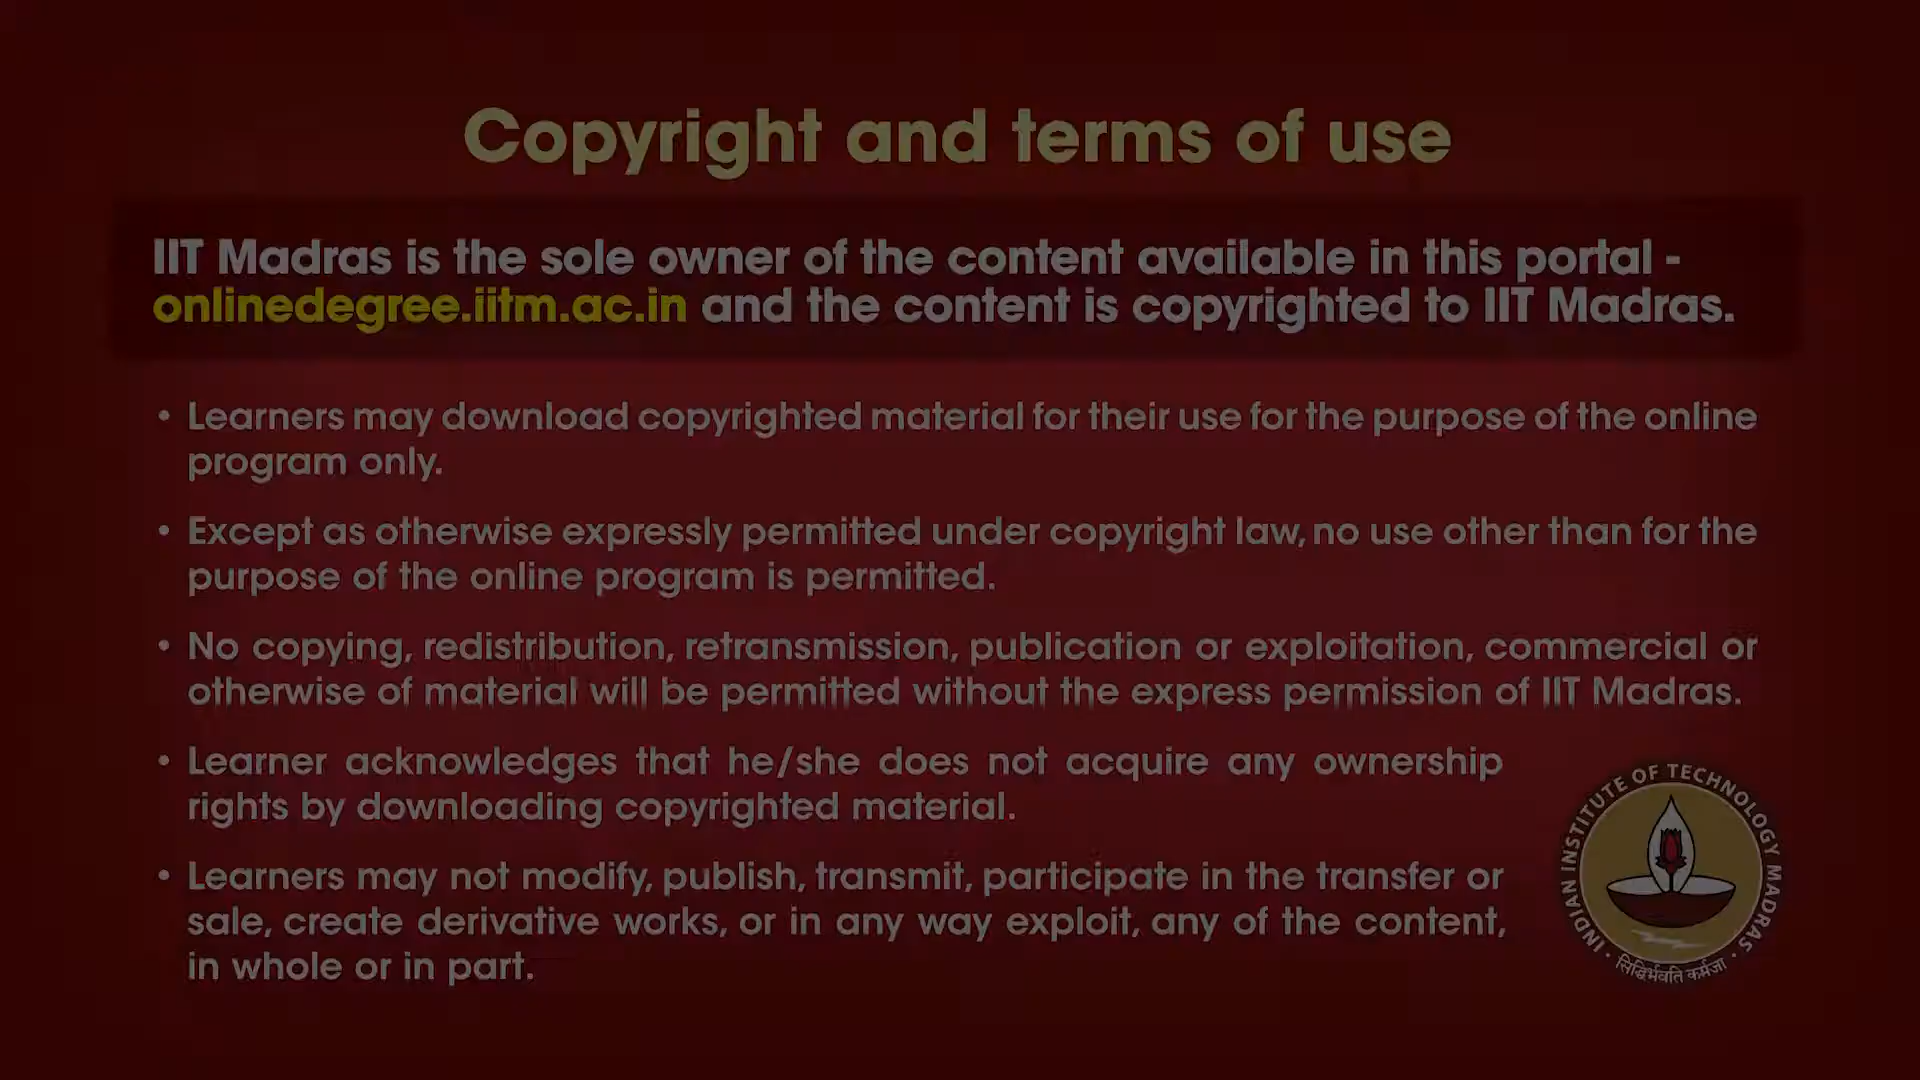 Copyright and terms of use
IIT Madras is the sole owner of the content available in this portal -
onlinedegree.iitm.ac.in and the content is copyrighted to IIT Madras.
• Learners may download copyrighted material for their use for the purpose of the online
program only.
• Except as otherwise expressly permitted under copyright law, no use other than for the
purpose of the online program is permitted.
• No copying, redistribution, retransmission, publication or exploitation, commercial or
otherwise of material will be permitted without the express permission of IIT Madras.
• Learner acknowledges that he/she does not acquire any ownership
rights by downloading copyrighted material.
• Learners may not modify, publish, transmit, participate in the transfer or
sale, create derivative works, or in any way exploit, any of the content,
in whole or in part.
INDIAN INSTITUTE OF TECHNOLOGY MADRAS
सिद्धिर्भवति कर्मजा